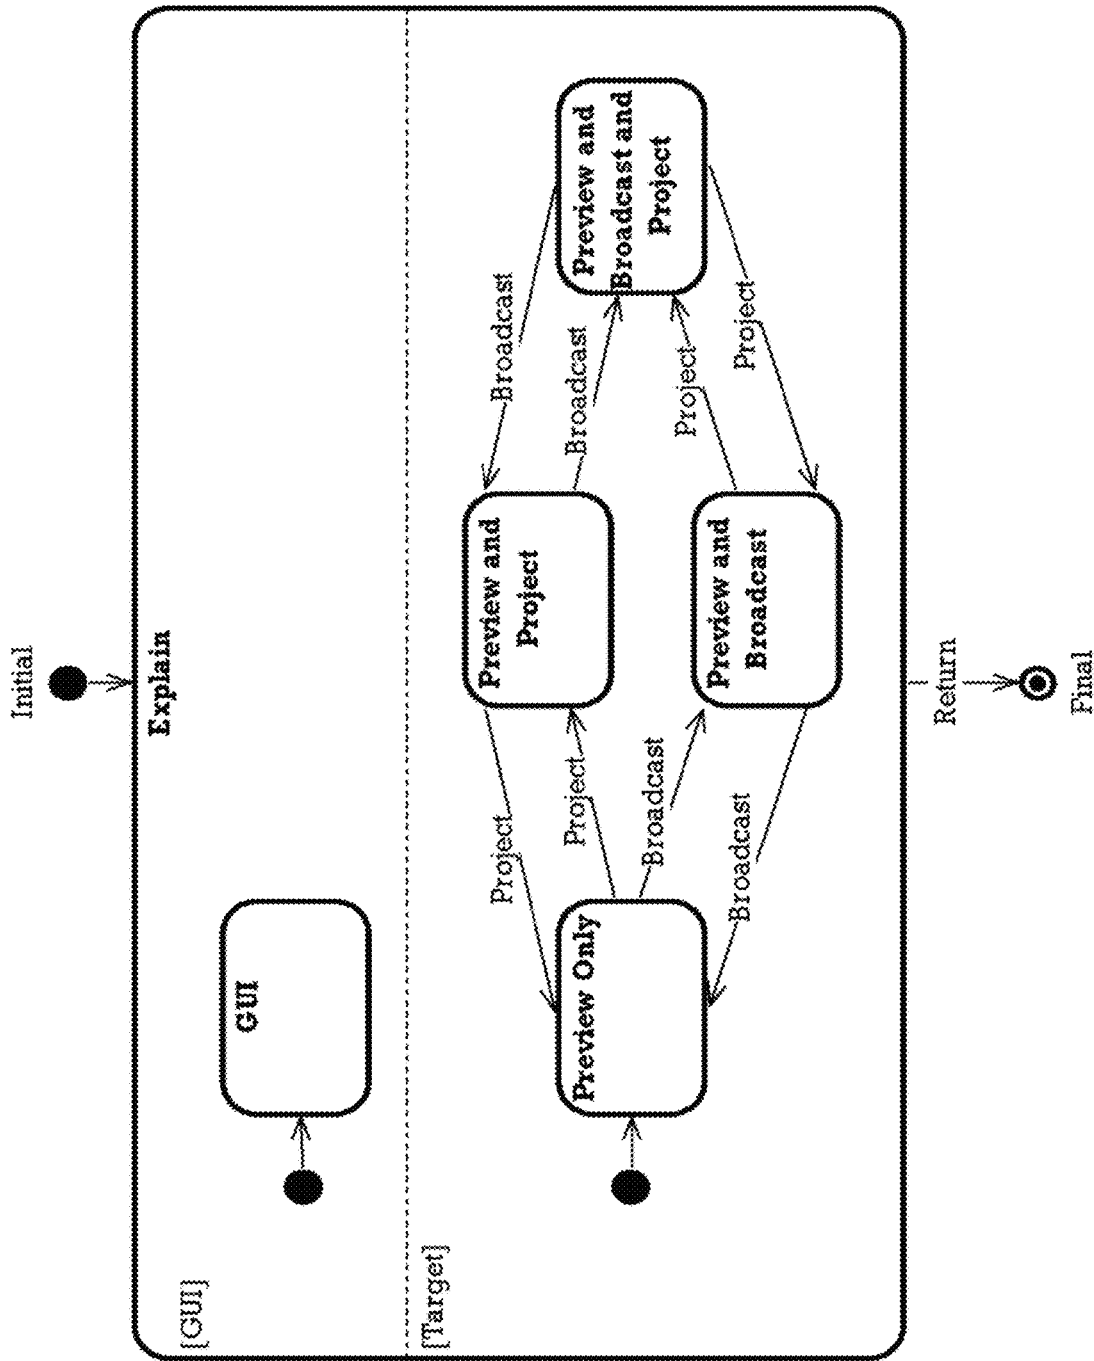 Initial
Explain
[GUI]
GUI
[Target]
Preview Only
Project
Project
Broadcast
Broadcast
Preview and
Project
Preview and
Broadcast
Broadcast
Broadcast
Project
Project
Preview and
Broadcast and
Project
Return
Final